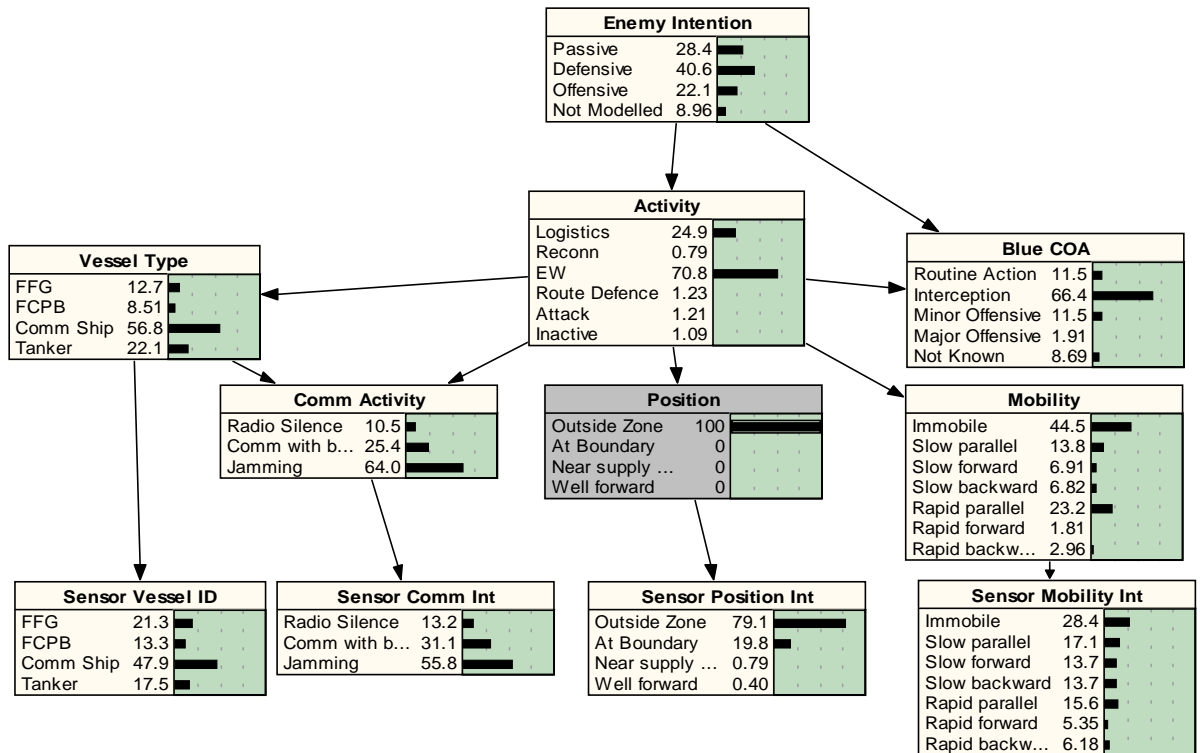 Enemy Intention
Passive 28.4
Defensive 40.6
Offensive 22.1
Not Modelled 8.96
Activity
Logistics 24.9
Reconn 0.79
EW 70.8
Route Defence 1.23
Attack 1.21
Inactive 1.09
Blue COA
Routine Action 11.5
Interception 66.4
Minor Offensive 11.5
Major Offensive 1.91
Not Known 8.69
Vessel Type
FFG 12.7
FCPB 8.51
Comm Ship 56.8
Tanker 22.1
Comm Activity
Radio Silence 10.5
Comm with b... 25.4
Jamming 64.0
Position
Outside Zone 100
At Boundary 0
Near supply ... 0
Well forward 0
Mobility
Immobile 44.5
Slow parallel 13.8
Slow forward 6.91
Slow backward 6.82
Rapid parallel 23.2
Rapid forward 1.81
Rapid backw... 2.96
Sensor Vessel ID
FFG 21.3
FCPB 13.3
Comm Ship 47.9
Tanker 17.5
Sensor Comm Int
Radio Silence 13.2
Comm with b... 31.1
Jamming 55.8
Sensor Position Int
Outside Zone 79.1
At Boundary 19.8
Near supply ... 0.79
Well forward 0.40
Sensor Mobility Int
Immobile 28.4
Slow parallel 17.1
Slow forward 13.7
Slow backward 13.7
Rapid parallel 15.6
Rapid forward 5.35
Rapid backw... 6.18